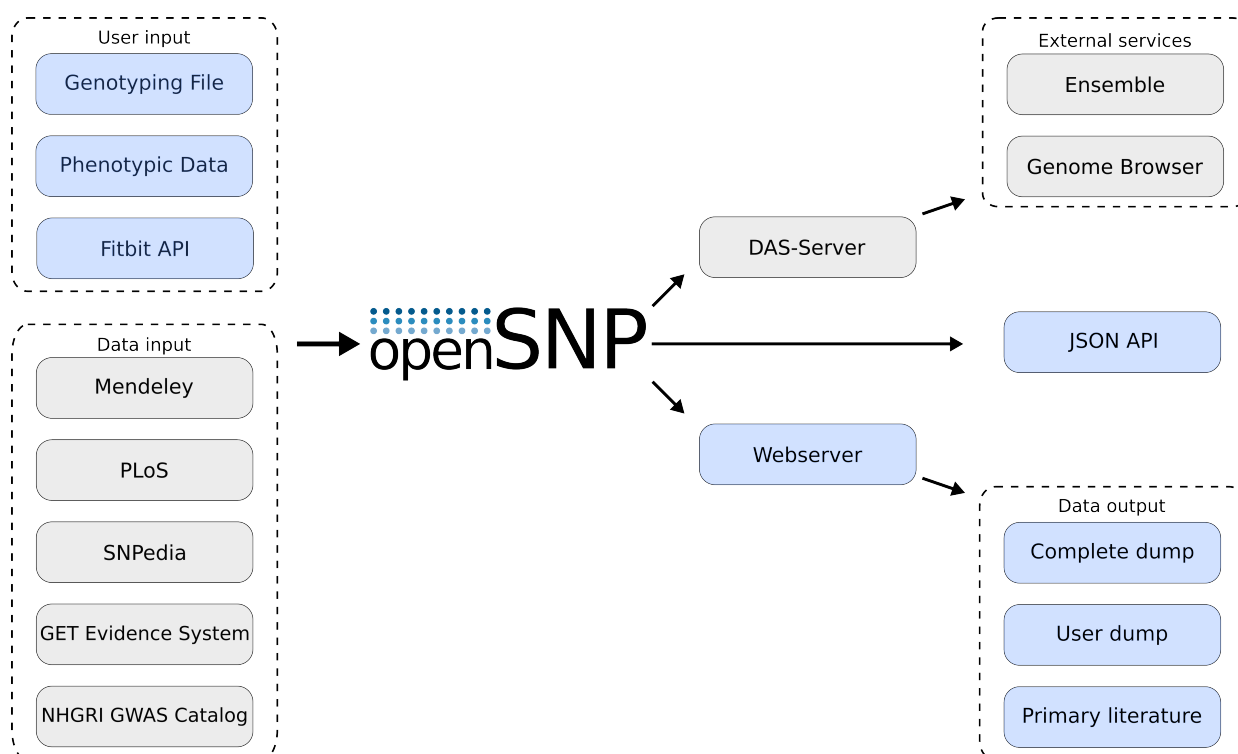 User input
Genotyping File
Phenotypic Data
Fitbit API
Data input
Mendeley
PLoS
SNPedia
GET Evidence System
NHGRI GWAS Catalog
openSNP
DAS-Server
Webserver
External services
Ensemble
Genome Browser
JSON API
Data output
Complete dump
User dump
Primary literature